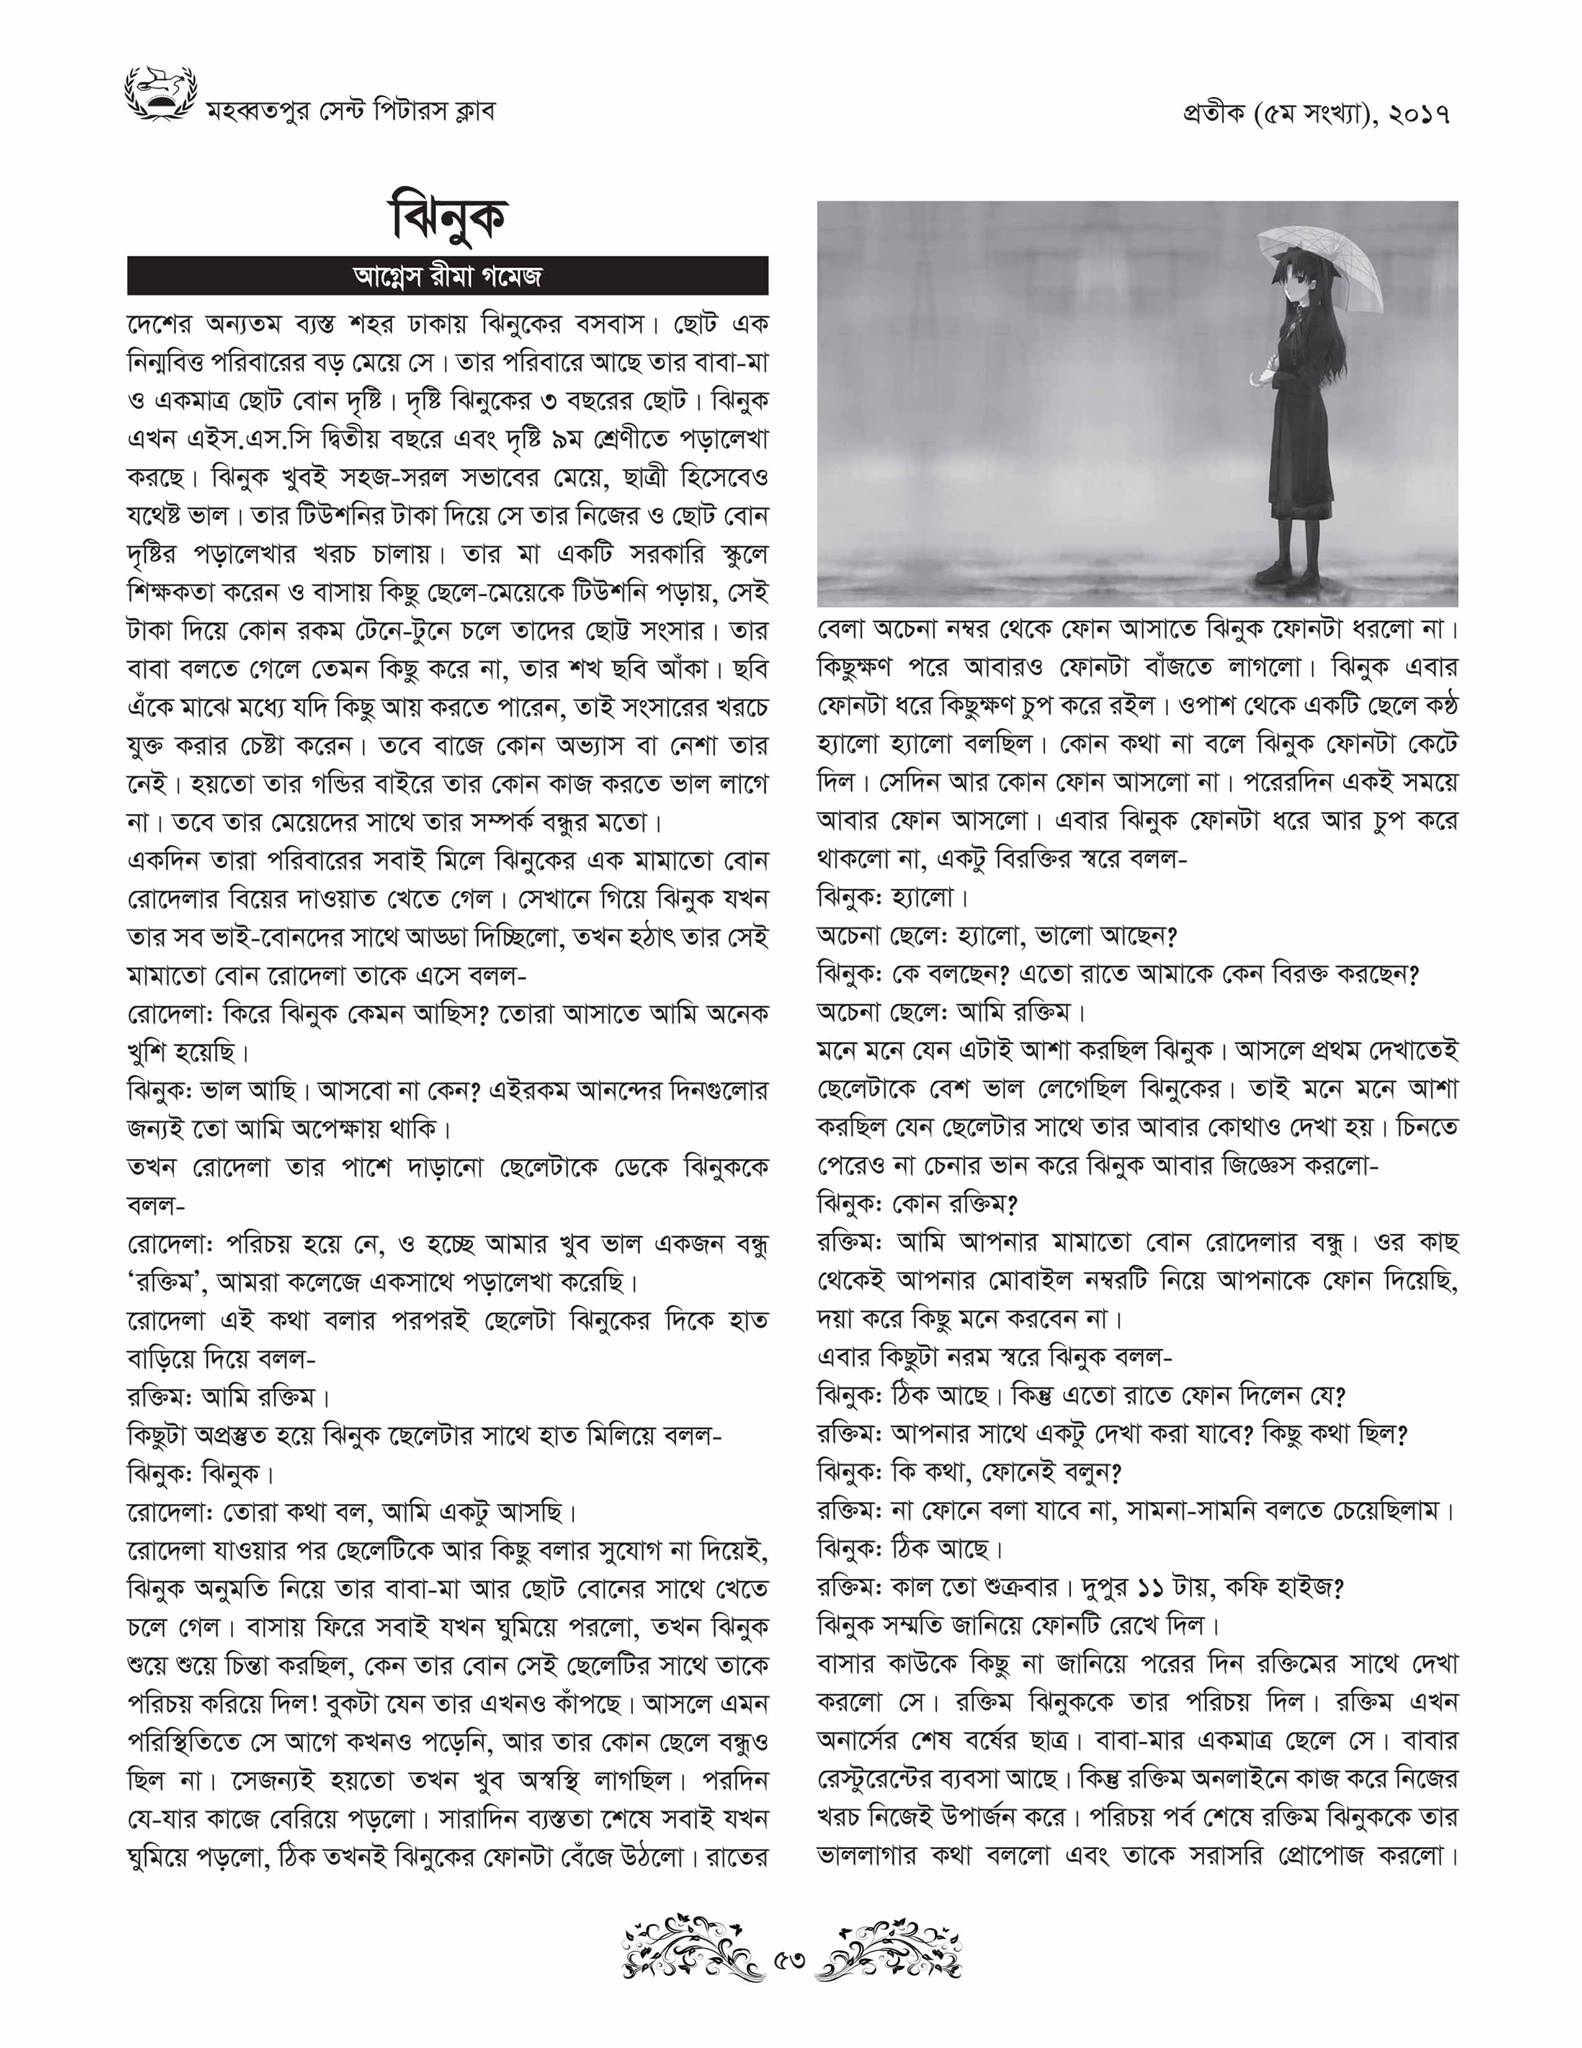 মহব্বতপুর সেন্ট পিটারস ক্লাব
প্রতীক (৫ম সংখ্যা), ২০১৭
ঝিনুক
আগ্নেস রীমা গমেজ
দেশের অন্যতম ব্যস্ত শহর ঢাকায় ঝিনুকের বসবাস। ছোট এক
নিন্মবিত্ত পরিবারের বড় মেয়ে সে। তার পরিবারে আছে তার বাবা-মা
ও একমাত্র ছোট বোন দৃষ্টি। দৃষ্টি ঝিনুকের ৩ বছরের ছোট। ঝিনুক
এখন এইস.এস.সি দ্বিতীয় বছরে এবং দৃষ্টি ৯ম শ্রেণীতে পড়ালেখা
করছে। ঝিনুক খুবই সহজ-সরল সভাবের মেয়ে, ছাত্রী হিসেবেও
যথেষ্ট ভাল। তার টিউশনির টাকা দিয়ে সে তার নিজের ও ছোট বোন
দৃষ্টির পড়ালেখার খরচ চালায়। তার মা একটি সরকারি স্কুলে
শিক্ষকতা করেন ও বাসায় কিছু ছেলে-মেয়েকে টিউশনি পড়ায়, সেই
টাকা দিয়ে কোন রকম টেনে-টুনে চলে তাদের ছোট্ট সংসার। তার
বাবা বলতে গেলে তেমন কিছু করে না, তার শখ ছবি আঁকা। ছবি
এঁকে মাঝে মধ্যে যদি কিছু আয় করতে পারেন, তাই সংসারের খরচে
যুক্ত করার চেষ্টা করেন। তবে বাজে কোন অভ্যাস বা নেশা তার
নেই। হয়তো তার গন্ডির বাইরে তার কোন কাজ করতে ভাল লাগে
না। তবে তার মেয়েদের সাথে তার সম্পর্ক বন্ধুর মতো।
একদিন তারা পরিবারের সবাই মিলে ঝিনুকের এক মামাতো বোন
রোদেলার বিয়ের দাওয়াত খেতে গেল। সেখানে গিয়ে ঝিনুক যখন
তার সব ভাই-বোনদের সাথে আড্ডা দিচ্ছিলো, তখন হঠাৎ তার সেই
মামাতো বোন রোদেলা তাকে এসে বলল-
রোদেলা: কিরে ঝিনুক কেমন আছিস? তোরা আসাতে আমি অনেক
খুশি হয়েছি।
ঝিনুক: ভাল আছি। আসবো না কেন? এইরকম আনন্দের দিনগুলোর
জন্যই তো আমি অপেক্ষায় থাকি।
তখন রোদেলা তার পাশে দাড়ানো ছেলেটাকে ডেকে ঝিনুককে
বলল-
রোদেলা: পরিচয় হয়ে নে, ও হচ্ছে আমার খুব ভাল একজন বন্ধু
‘রক্তিম’, আমরা কলেজে একসাথে পড়ালেখা করেছি।
রোদেলা এই কথা বলার পরপরই ছেলেটা ঝিনুকের দিকে হাত
বাড়িয়ে দিয়ে বলল-
রক্তিম: আমি রক্তিম।
কিছুটা অপ্রস্তুত হয়ে ঝিনুক ছেলেটার সাথে হাত মিলিয়ে বলল-
ঝিনুক: ঝিনুক।
রোদেলা: তোরা কথা বল, আমি একটু আসছি।
রোদেলা যাওয়ার পর ছেলেটিকে আর কিছু বলার সুযোগ না দিয়েই,
ঝিনুক অনুমতি নিয়ে তার বাবা-মা আর ছোট বোনের সাথে খেতে
চলে গেল। বাসায় ফিরে সবাই যখন ঘুমিয়ে পরলো, তখন ঝিনুক
শুয়ে শুয়ে চিন্তা করছিল, কেন তার বোন সেই ছেলেটির সাথে তাকে
পরিচয় করিয়ে দিল! বুকটা যেন তার এখনও কাঁপছে। আসলে এমন
পরিস্থিতিতে সে আগে কখনও পড়েনি, আর তার কোন ছেলে বন্ধুও
ছিল না। সেজন্যই হয়তো তখন খুব অস্বস্থি লাগছিল। পরদিন
যে-যার কাজে বেরিয়ে পড়লো। সারাদিন ব্যস্ততা শেষে সবাই যখন
ঘুমিয়ে পড়লো, ঠিক তখনই ঝিনুকের ফোনটা বেঁজে উঠলো। রাতের
বেলা অচেনা নম্বর থেকে ফোন আসাতে ঝিনুক ফোনটা ধরলো না।
কিছুক্ষণ পরে আবারও ফোনটা বাঁজতে লাগলো। ঝিনুক এবার
ফোনটা ধরে কিছুক্ষণ চুপ করে রইল। ওপাশ থেকে একটি ছেলে কন্ঠ
হ্যালো হ্যালো বলছিল। কোন কথা না বলে ঝিনুক ফোনটা কেটে
দিল। সেদিন আর কোন ফোন আসলো না। পরেরদিন একই সময়ে
আবার ফোন আসলো। এবার ঝিনুক ফোনটা ধরে আর চুপ করে
থাকলো না, একটু বিরক্তির স্বরে বলল-
ঝিনুক: হ্যালো।
অচেনা ছেলে: হ্যালো, ভালো আছেন?
ঝিনুক: কে বলছেন? এতো রাতে আমাকে কেন বিরক্ত করছেন?
অচেনা ছেলে: আমি রক্তিম।
মনে মনে যেন এটাই আশা করছিল ঝিনুক। আসলে প্রথম দেখাতেই
ছেলেটাকে বেশ ভাল লেগেছিল ঝিনুকের। তাই মনে মনে আশা
করছিল যেন ছেলেটার সাথে তার আবার কোথাও দেখা হয়। চিনতে
পেরেও না চেনার ভান করে ঝিনুক আবার জিজ্ঞেস করলো-
ঝিনুক: কোন রক্তিম?
রক্তিম: আমি আপনার মামাতো বোন রোদেলার বন্ধু। ওর কাছ
থেকেই আপনার মোবাইল নম্বরটি নিয়ে আপনাকে ফোন দিয়েছি,
দয়া করে কিছু মনে করবেন না।
এবার কিছুটা নরম স্বরে ঝিনুক বলল-
ঝিনুক: ঠিক আছে। কিন্তু এতো রাতে ফোন দিলেন যে?
রক্তিম: আপনার সাথে একটু দেখা করা যাবে? কিছু কথা ছিল?
ঝিনুক: কি কথা, ফোনেই বলুন?
রক্তিম: না ফোনে বলা যাবে না, সামনা-সামনি বলতে চেয়েছিলাম।
ঝিনুক: ঠিক আছে।
রক্তিম: কাল তো শুক্রবার। দুপুর ১১ টায়, কফি হাইজ?
ঝিনুক সম্মতি জানিয়ে ফোনটি রেখে দিল।
বাসার কাউকে কিছু না জানিয়ে পরের দিন রক্তিমের সাথে দেখা
করলো সে। রক্তিম ঝিনুককে তার পরিচয় দিল। রক্তিম এখন
অনার্সের শেষ বর্ষের ছাত্র। বাবা-মার একমাত্র ছেলে সে। বাবার
রেস্টুরেন্টের ব্যবসা আছে। কিন্তু রক্তিম অনলাইনে কাজ করে নিজের
খরচ নিজেই উপার্জন করে। পরিচয় পর্ব শেষে রক্তিম ঝিনুককে তার
ভাললাগার কথা বললো এবং তাকে সরাসরি প্রোপোজ করলো।
৫৩